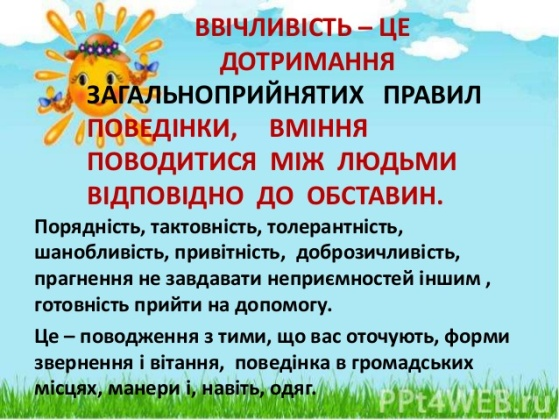 ВВІЧЛИВІСТЬ – ЦЕ
ДОТРИМАННЯ
ЗАГАЛЬНОПРИЙНЯТИХ ПРАВИЛ
ПОВЕДІНКИ, ВМІННЯ
ПОВОДИТИСЯ МІЖ ЛЮДЬМИ
ВІДПОВІДНО ДО ОБСТАВИН.
Порядність, тактовність, толерантність,
шанобливість, привітність, доброзичливість,
прагнення не завдавати неприємностей іншим ,
готовність прийти на допомогу.
Це – поводження з тими, що вас оточують, форми
звернення і вітання, поведінка в громадських
місцях, манери і, навіть, одяг.
PPt4WEB.ru